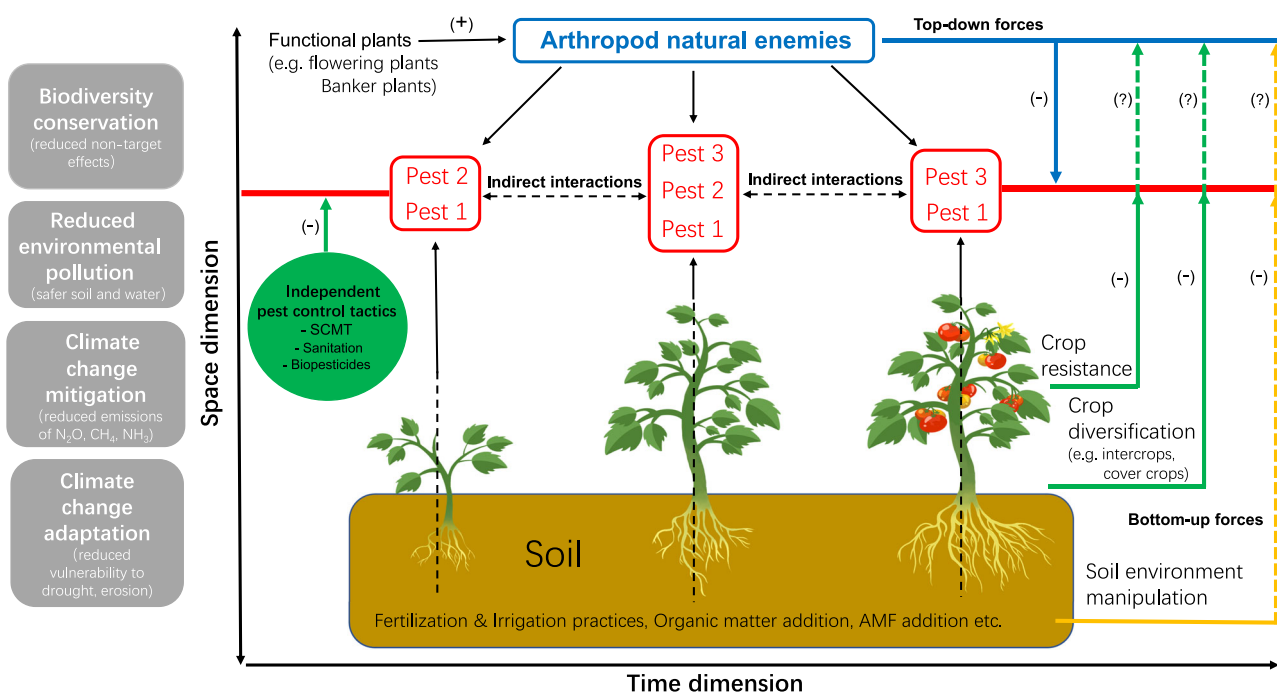 Biodiversity
conservation
(reduced non-target
effects)
Reduced
environmental
pollution
(safer soil and water)
Climate
change
mitigation
(reduced emissions
of N₂O, CH₄, NH₃)
Climate
change
adaptation
(reduced
vulnerability to
drought, erosion)
Space dimension
Time dimension
Functional plants
(e.g. flowering plants
Banker plants)
(+)
Arthropod natural enemies
Top-down forces
(-)
(?)
(?)
(?)
Pest 2
Pest 1
Indirect interactions
Pest 3
Pest 2
Pest 1
Indirect interactions
Pest 3
Pest 1
(-)
Independent
pest control tactics
- SCMT
- Sanitation
- Biopesticides
(-)
(-)
(-)
Crop
resistance
Crop
diversification
(e.g. intercrops,
cover crops)
Bottom-up forces
Soil environment
manipulation
Soil
Fertilization & Irrigation practices, Organic matter addition, AMF addition etc.